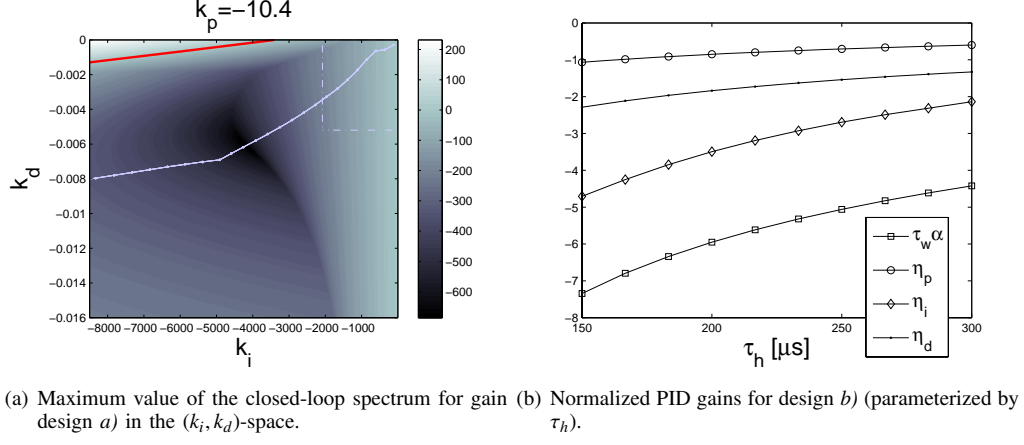 k_p=−10.4
0
−0.002
−0.004
−0.006
−0.008
−0.01
−0.012
−0.014
−0.016
k_d
−8000 −7000 −6000 −5000 −4000 −3000 −2000 −1000
k_i
200
100
0
−100
−200
−300
−400
−500
−600
0
−1
−2
−3
−4
−5
−6
−7
−8
150 200 250 300
τ_h [μs]
τ_w α
η_p
η_i
η_d
(a) Maximum value of the closed-loop spectrum for gain
design a) in the (k_i, k_d)-space.
(b) Normalized PID gains for design b) (parameterized by
τ_h).